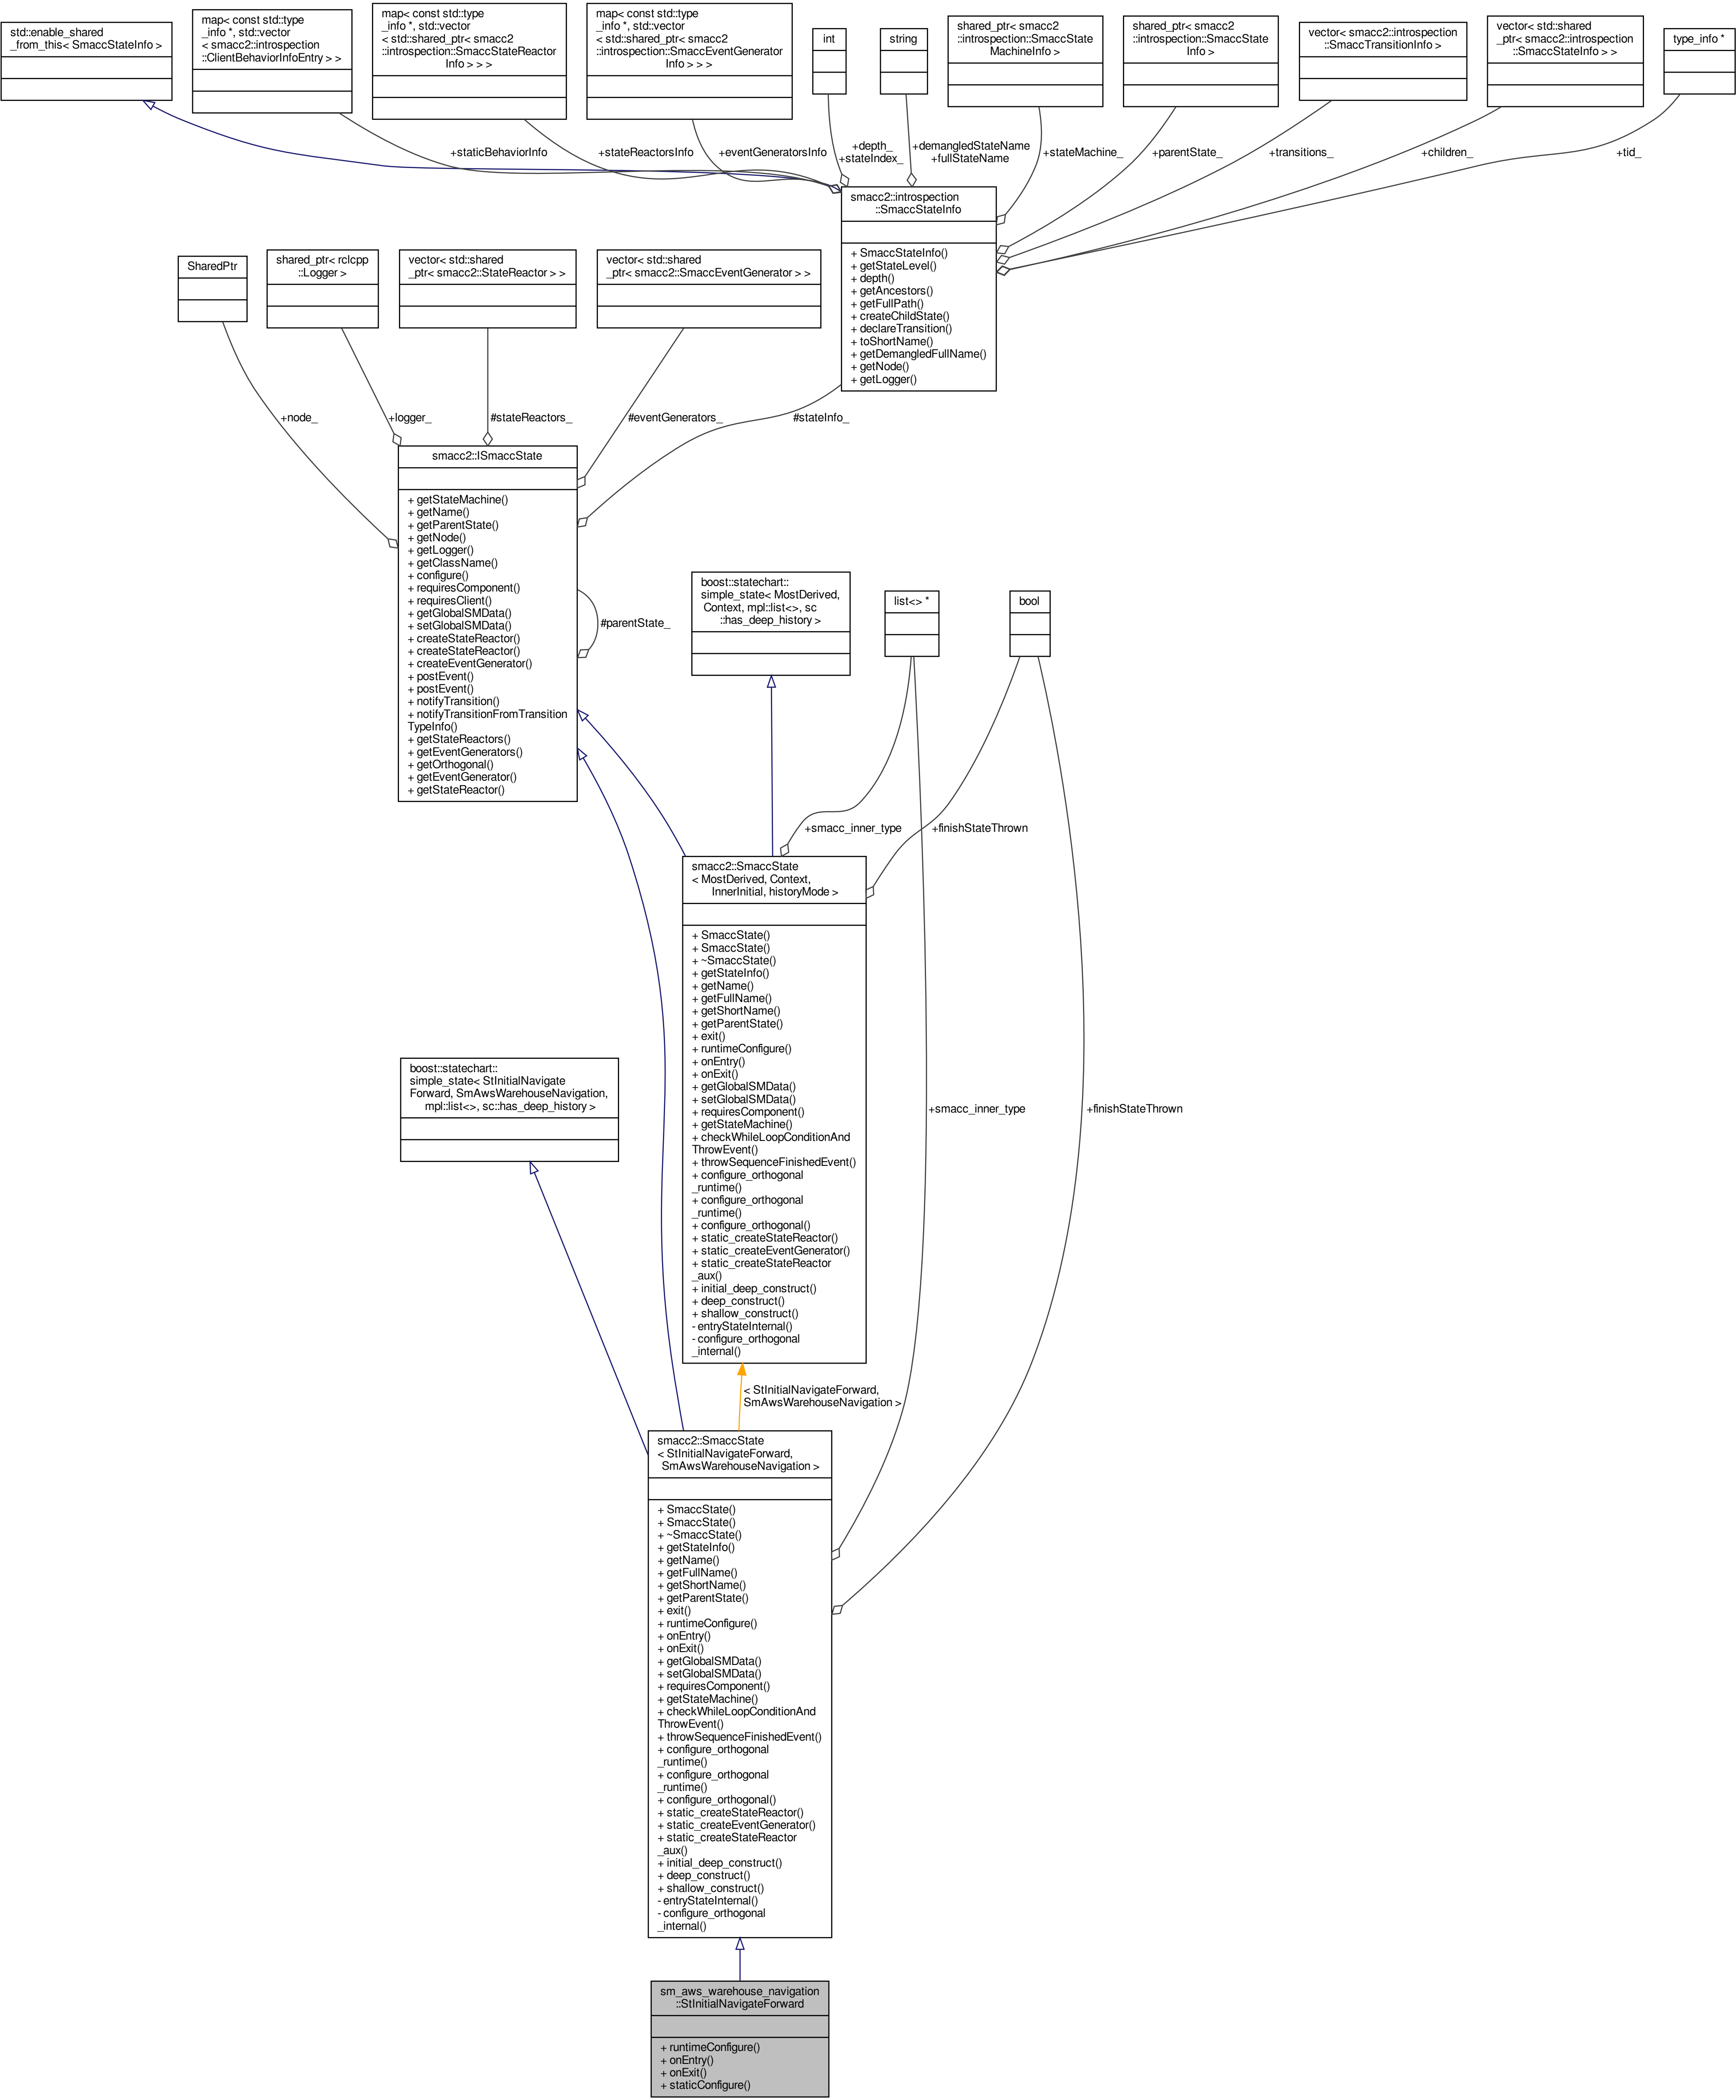 std::enable_shared
_from_this< SmaccStateInfo >
map< const std::type
_info *, std::vector
< smacc2::introspection
::ClientBehaviorInfoEntry > >
map< const std::type
_info *, std::vector
< std::shared_ptr< smacc2
::introspection::SmaccStateReactor
Info > > >
map< const std::type
_info *, std::vector
< std::shared_ptr< smacc2
::introspection::SmaccEventGenerator
Info > > >
int
string
shared_ptr< smacc2
::introspection::SmaccState
MachineInfo >
shared_ptr< smacc2
::introspection::SmaccState
Info >
vector< smacc2::introspection
::SmaccTransitionInfo >
vector< std::shared
_ptr< smacc2::introspection
::SmaccStateInfo > >
type_info *
+staticBehaviorInfo
+stateReactorsInfo
+eventGeneratorsInfo
+depth_
+stateIndex_
+demangledStateName
+fullStateName
+stateMachine_
+parentState_
+transitions_
+children_
+tid_
smacc2::introspection
::SmaccStateInfo
+ SmaccStateInfo()
+ getStateLevel()
+ depth()
+ getAncestors()
+ getFullPath()
+ createChildState()
+ declareTransition()
+ toShortName()
+ getDemangledFullName()
+ getNode()
+ getLogger()
SharedPtr
shared_ptr< rclcpp
::Logger >
vector< std::shared
_ptr< smacc2::StateReactor > >
vector< std::shared
_ptr< smacc2::SmaccEventGenerator > >
+node_
+logger_
#stateReactors_
#eventGenerators_
#stateInfo_
smacc2::ISmaccState
+ getStateMachine()
+ getName()
+ getParentState()
+ getNode()
+ getLogger()
+ getClassName()
+ configure()
+ requiresComponent()
+ requiresClient()
+ getGlobalSMData()
+ setGlobalSMData()
+ createStateReactor()
+ createStateReactor()
+ createEventGenerator()
+ postEvent()
+ postEvent()
+ notifyTransition()
+ notifyTransitionFromTransition
TypeInfo()
+ getStateReactors()
+ getEventGenerators()
+ getOrthogonal()
+ getEventGenerator()
+ getStateReactor()
#parentState_
boost::statechart::
simple_state< MostDerived,
Context, mpl::list<>, sc
::has_deep_history >
list<> *
bool
+smacc_inner_type
+finishStateThrown
smacc2::SmaccState
< MostDerived, Context,
InnerInitial, historyMode >
+ SmaccState()
+ SmaccState()
+ ~SmaccState()
+ getStateInfo()
+ getName()
+ getFullName()
+ getShortName()
+ getParentState()
+ exit()
+ runtimeConfigure()
+ onEntry()
+ onExit()
+ getGlobalSMData()
+ setGlobalSMData()
+ requiresComponent()
+ getStateMachine()
+ checkWhileLoopConditionAnd
ThrowEvent()
+ throwSequenceFinishedEvent()
+ configure_orthogonal
_runtime()
+ configure_orthogonal
_runtime()
+ configure_orthogonal()
+ static_createStateReactor()
+ static_createEventGenerator()
+ static_createStateReactor
_aux()
+ initial_deep_construct()
+ deep_construct()
+ shallow_construct()
- entryStateInternal()
- configure_orthogonal
_internal()
boost::statechart::
simple_state< StInitialNavigate
Forward, SmAwsWarehouseNavigation,
mpl::list<>, sc::has_deep_history >
+smacc_inner_type
+finishStateThrown
< StInitialNavigateForward,
SmAwsWarehouseNavigation >
smacc2::SmaccState
< StInitialNavigateForward,
SmAwsWarehouseNavigation >
+ SmaccState()
+ SmaccState()
+ ~SmaccState()
+ getStateInfo()
+ getName()
+ getFullName()
+ getShortName()
+ getParentState()
+ exit()
+ runtimeConfigure()
+ onEntry()
+ onExit()
+ getGlobalSMData()
+ setGlobalSMData()
+ requiresComponent()
+ getStateMachine()
+ checkWhileLoopConditionAnd
ThrowEvent()
+ throwSequenceFinishedEvent()
+ configure_orthogonal
_runtime()
+ configure_orthogonal
_runtime()
+ configure_orthogonal()
+ static_createStateReactor()
+ static_createEventGenerator()
+ static_createStateReactor
_aux()
+ initial_deep_construct()
+ deep_construct()
+ shallow_construct()
- entryStateInternal()
- configure_orthogonal
_internal()
sm_aws_warehouse_navigation
::StInitialNavigateForward
+ runtimeConfigure()
+ onEntry()
+ onExit()
+ staticConfigure()